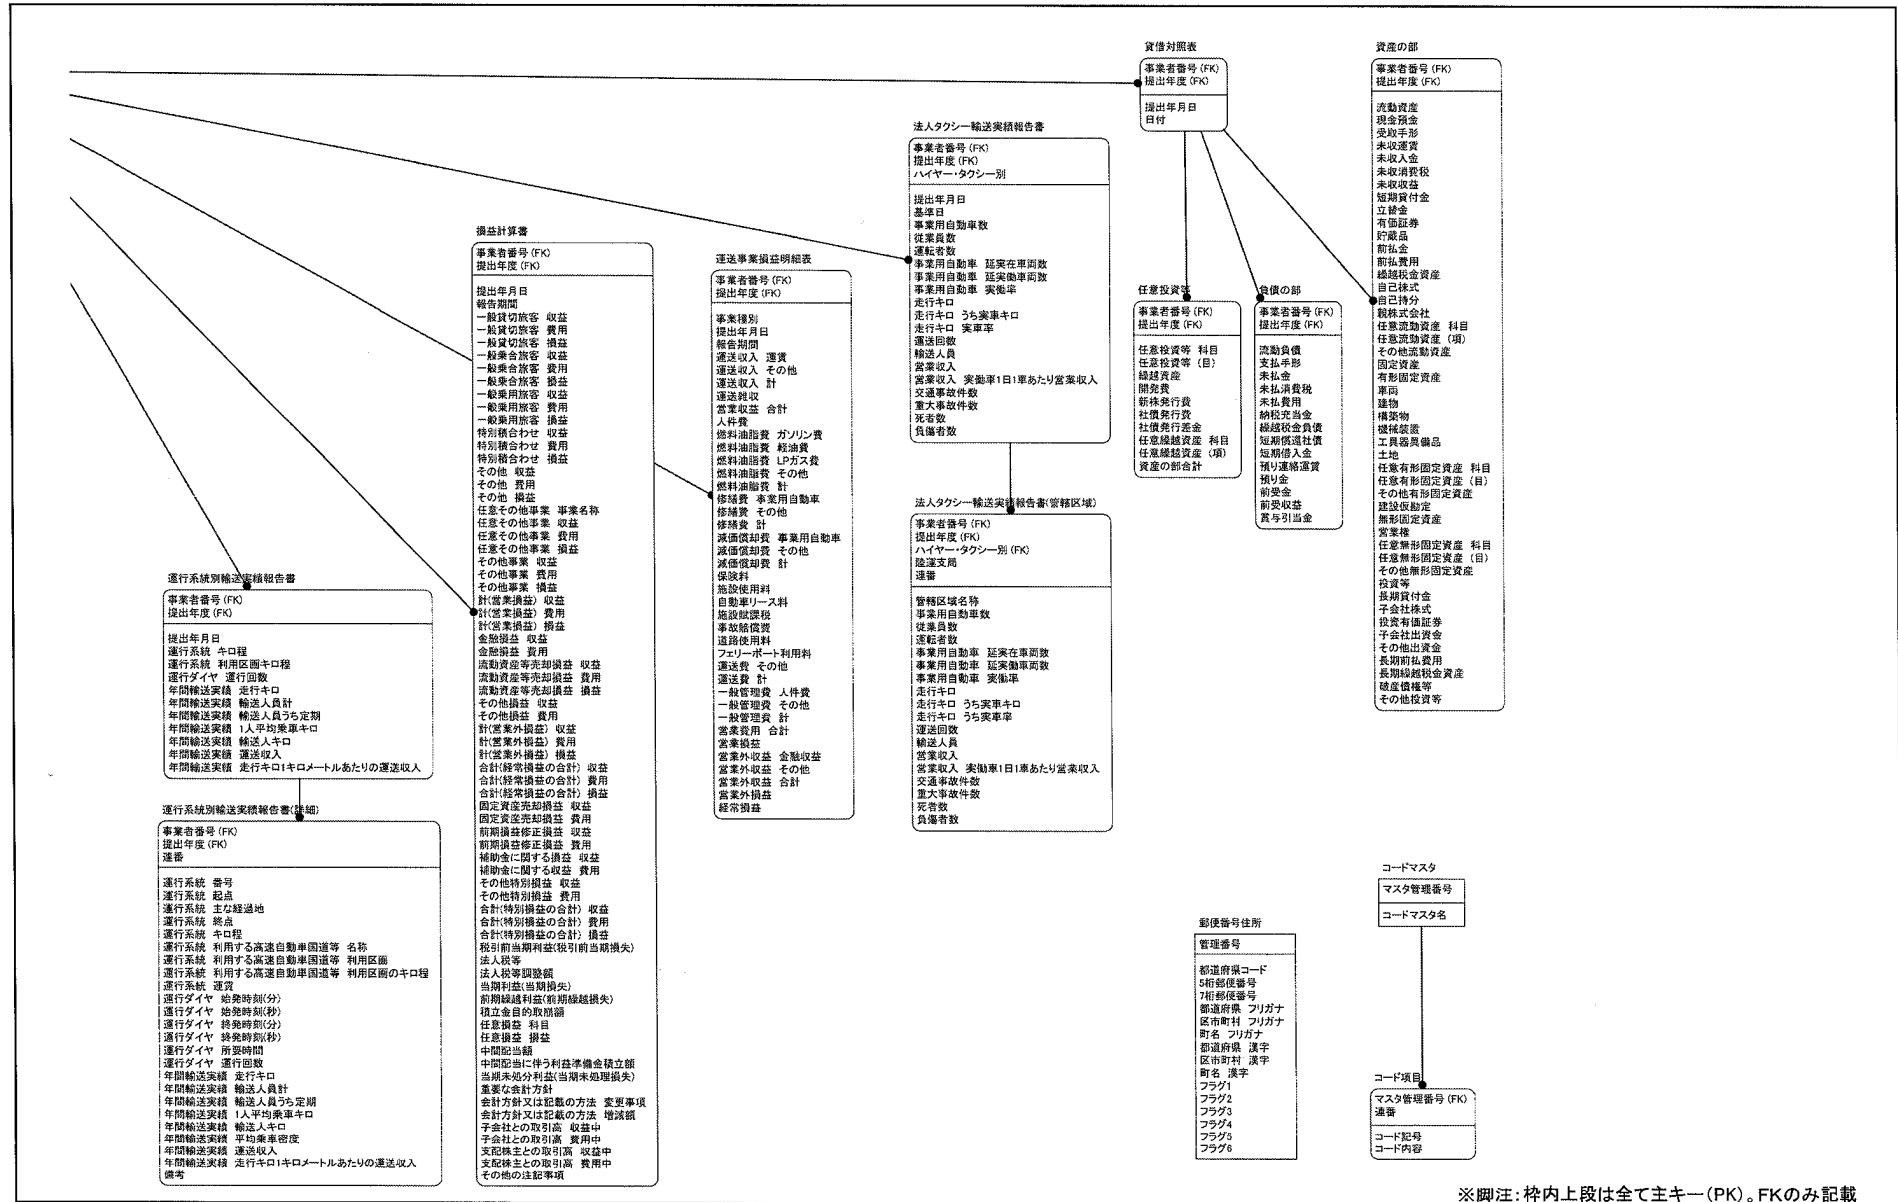 貸借対照表
事業者番号(FK)
提出年度(FK)
提出年月日
日付
資産の部
事業者番号(FK)
提出年度(FK)
流動資産
現金預金
受取手形
未収運賃
未収入金
未収消費税
未収収益
短期貸付金
立替金
有価証券
貯蔵品
前払金
前払費用
繰越税金資産
自己株式
自己持分
親株式会社
任意流動資産 科目
任意流動資産(項)
その他流動資産
固定資産
有形固定資産
車両
建物
構築物
機械装置
工具器具備品
土地
任意有形固定資産 科目
任意有形固定資産(目)
その他有形固定資産
建設仮勘定
無形固定資産
営業権
任意無形固定資産 科目
任意無形固定資産(目)
その他無形固定資産
投資等
長期貸付金
子会社株式
投資有価証券
子会社出資金
その他出資金
長期前払費用
長期繰越税金資産
破産債権等
その他投資等
法人タクシー輸送実績報告書
事業者番号(FK)
提出年度(FK)
ハイヤー・タクシー別
提出年月日
基準日
事業用自動車数
従業員数
運転者数
事業用自動車 延実在車両数
事業用自動車 延実働車両数
事業用自動車 実働率
走行キロ
走行キロ うち実車キロ
走行キロ 実車率
運送回数
輸送人員
営業収入
営業収入 実働車1日1車あたり営業収入
交通事故件数
重大事故件数
死者数
負傷者数
任意投資等
事業者番号(FK)
提出年度(FK)
任意投資等 科目
任意投資等(目)
繰越資産
開発費
新株発行費
社債発行費
社債発行差金
任意繰越資産 科目
任意繰越資産(項)
資産の部合計
負債の部
事業者番号(FK)
提出年度(FK)
流動負債
支払手形
未払金
未払消費税
未払費用
納税充当金
繰越税金負債
短期償還社債
短期借入金
預り連絡運賃
預り金
前受金
前受収益
賞与引当金
損益計算書
事業者番号(FK)
提出年度(FK)
提出年月日
報告期間
一般貸切旅客 収益
一般貸切旅客 費用
一般貸切旅客 損益
一般乗合旅客 収益
一般乗合旅客 費用
一般乗合旅客 損益
一般乗用旅客 収益
一般乗用旅客 費用
一般乗用旅客 損益
特別積合わせ 収益
特別積合わせ 費用
特別積合わせ 損益
その他 収益
その他 費用
その他 損益
任意その他事業 事業名称
任意その他事業 収益
任意その他事業 費用
任意その他事業 損益
その他事業 収益
その他事業 費用
その他事業 損益
計(営業損益) 収益
計(営業損益) 費用
計(営業損益) 損益
金融損益 収益
金融損益 費用
流動資産等売却損益 収益
流動資産等売却損益 費用
流動資産等売却損益 損益
その他損益 収益
その他損益 費用
計(営業外損益) 収益
計(営業外損益) 費用
計(営業外損益) 損益
合計(経常損益の合計) 収益
合計(経常損益の合計) 費用
合計(経常損益の合計) 損益
固定資産売却損益 収益
固定資産売却損益 費用
前期損益修正損益 収益
前期損益修正損益 費用
補助金に関する損益 収益
補助金に関する収益 費用
その他特別損益 収益
その他特別損益 費用
合計(特別損益の合計) 収益
合計(特別損益の合計) 費用
合計(特別損益の合計) 損益
税引前当期利益(税引前当期損失)
法人税等
法人税等調整額
当期利益(当期損失)
前期繰越利益(前期繰越損失)
積立金目的取崩額
任意損益 科目
任意損益 損益
中間配当額
中間配当に伴う利益準備金積立額
当期未処分利益(当期未処理損失)
重要な会計方針
会計方針又は記載の方法 変更事項
会計方針又は記載の方法 増減額
子会社との取引高 収益中
子会社との取引高 費用中
支配株主との取引高 収益中
支配株主との取引高 費用中
その他の注記事項
運送事業損益明細表
事業者番号(FK)
提出年度(FK)
事業種別
提出年月日
報告期間
運送収入 運賃
運送収入 その他
運送収入 計
運送雑収
営業収益 合計
人件費
燃料油脂費 ガソリン費
燃料油脂費 軽油費
燃料油脂費 LPガス費
燃料油脂費 その他
燃料油脂費 計
修繕費 事業用自動車
修繕費 その他
修繕費 計
減価償却費 事業用自動車
減価償却費 その他
減価償却費 計
保険料
施設使用料
自動車リース料
施設賦課税
事故賠償費
道路使用料
フェリーボート利用料
運送費 その他
運送費 計
一般管理費 人件費
一般管理費 その他
一般管理費 計
営業費用 合計
営業損益
営業外収益 金融収益
営業外収益 その他
営業外収益 合計
営業外損益
経常損益
法人タクシー輸送実績報告書(管轄区域)
事業者番号(FK)
提出年度(FK)
ハイヤー・タクシー別(FK)
陸運支局
連番
管轄区域名称
事業用自動車数
従業員数
運転者数
事業用自動車 延実在車両数
事業用自動車 延実働車両数
事業用自動車 実働率
走行キロ
走行キロ うち実車キロ
走行キロ うち実車率
運送回数
輸送人員
営業収入
営業収入 実働車1日1車あたり営業収入
交通事故件数
重大事故件数
死者数
負傷者数
運行系統別輸送実績報告書
事業者番号(FK)
提出年度(FK)
提出年月日
運行系統 キロ程
運行系統 利用区画キロ程
運行ダイヤ 運行回数
年間輸送実績 走行キロ
年間輸送実績 輸送人員計
年間輸送実績 輸送人員うち定期
年間輸送実績 1人平均乗車キロ
年間輸送実績 輸送人キロ
年間輸送実績 運送収入
年間輸送実績 走行キロ1キロメートルあたりの運送収入
運行系統別輸送実績報告書(詳細)
事業者番号(FK)
提出年度(FK)
連番
運行系統 番号
運行系統 起点
運行系統 主な経過地
運行系統 終点
運行系統 キロ程
運行系統 利用する高速自動車国道等 名称
運行系統 利用する高速自動車国道等 利用区画
運行系統 利用する高速自動車国道等 利用区画のキロ程
運行系統 運賃
運行ダイヤ 始発時刻(分)
運行ダイヤ 始発時刻(秒)
運行ダイヤ 終発時刻(分)
運行ダイヤ 終発時刻(秒)
運行ダイヤ 所要時間
運行ダイヤ 運行回数
年間輸送実績 走行キロ
年間輸送実績 輸送人員計
年間輸送実績 輸送人員うち定期
年間輸送実績 1人平均乗車キロ
年間輸送実績 輸送人キロ
年間輸送実績 平均乗車密度
年間輸送実績 運送収入
年間輸送実績 走行キロ1キロメートルあたりの運送収入
備考
郵便番号住所
管理番号
都道府県コード
5桁郵便番号
7桁郵便番号
都道府県 フリガナ
区市町村 フリガナ
町名 フリガナ
都道府県 漢字
区市町村 漢字
町名 漢字
フラグ1
フラグ2
フラグ3
フラグ4
フラグ5
フラグ6
コードマスタ
マスタ管理番号
コードマスタ名
コード項目
マスタ管理番号(FK)
連番
コード記号
コード内容
※脚注:枠内上段は全て主キー(PK)。FKのみ記載